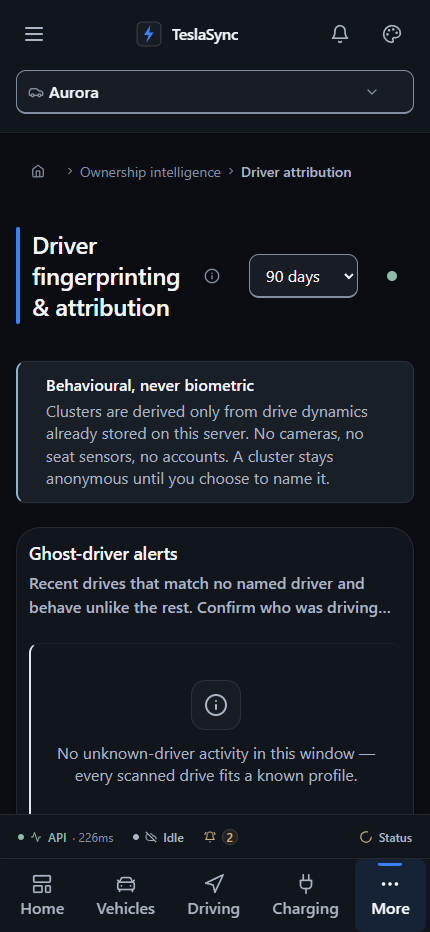 TeslaSync
Aurora
Ownership intelligence > Driver attribution
Driver
fingerprinting
& attribution
90 days
Behavioural, never biometric
Clusters are derived only from drive dynamics
already stored on this server. No cameras, no
seat sensors, no accounts. A cluster stays
anonymous until you choose to name it.
Ghost-driver alerts
Recent drives that match no named driver and
behave unlike the rest. Confirm who was driving...
No unknown-driver activity in this window —
every scanned drive fits a known profile.
API · 226ms Idle 2 Status
Home Vehicles Driving Charging More